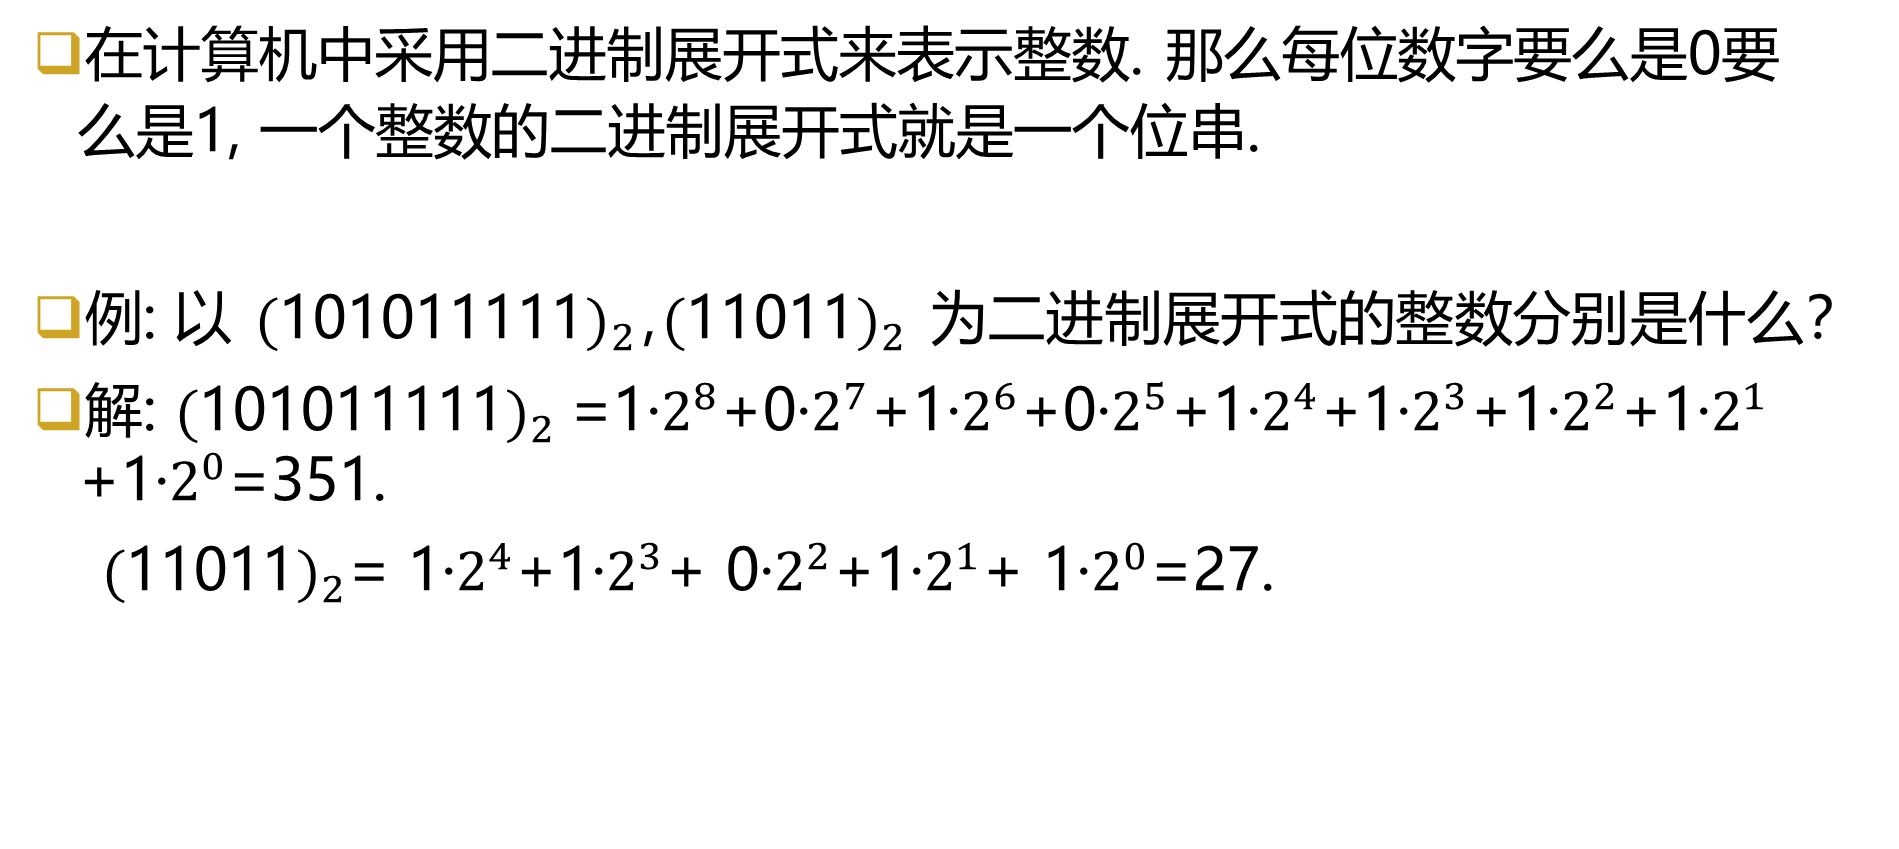 在计算机中采用二进制展开式来表示整数. 那么每位数字要么是0要
么是1, 一个整数的二进制展开式就是一个位串.
例: 以 (101011111)₂,(11011)₂ 为二进制展开式的整数分别是什么?
解: (101011111)₂ =1·2⁸+0·2⁷+1·2⁶+0·2⁵+1·2⁴+1·2³+1·2²+1·2¹
+1·2⁰=351.
(11011)₂= 1·2⁴+1·2³+ 0·2²+1·2¹+ 1·2⁰=27.